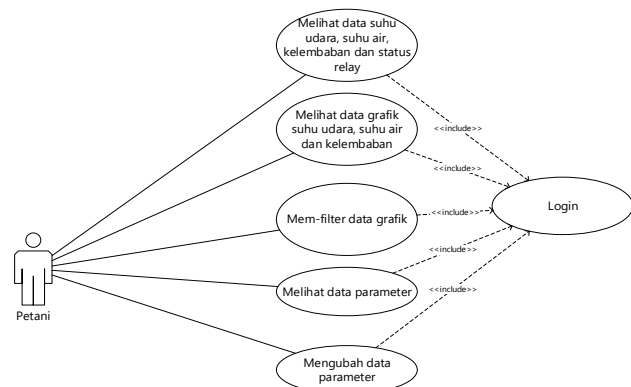 Melihat data suhu
udara, suhu air,
kelembaban dan status
relay
<<include>>
Melihat data grafik
suhu udara, suhu air
dan kelembaban
<<include>>
Mem-filter data grafik
<<include>>
Login
<<include>>
Melihat data parameter
<<include>>
Petani
Mengubah data
parameter